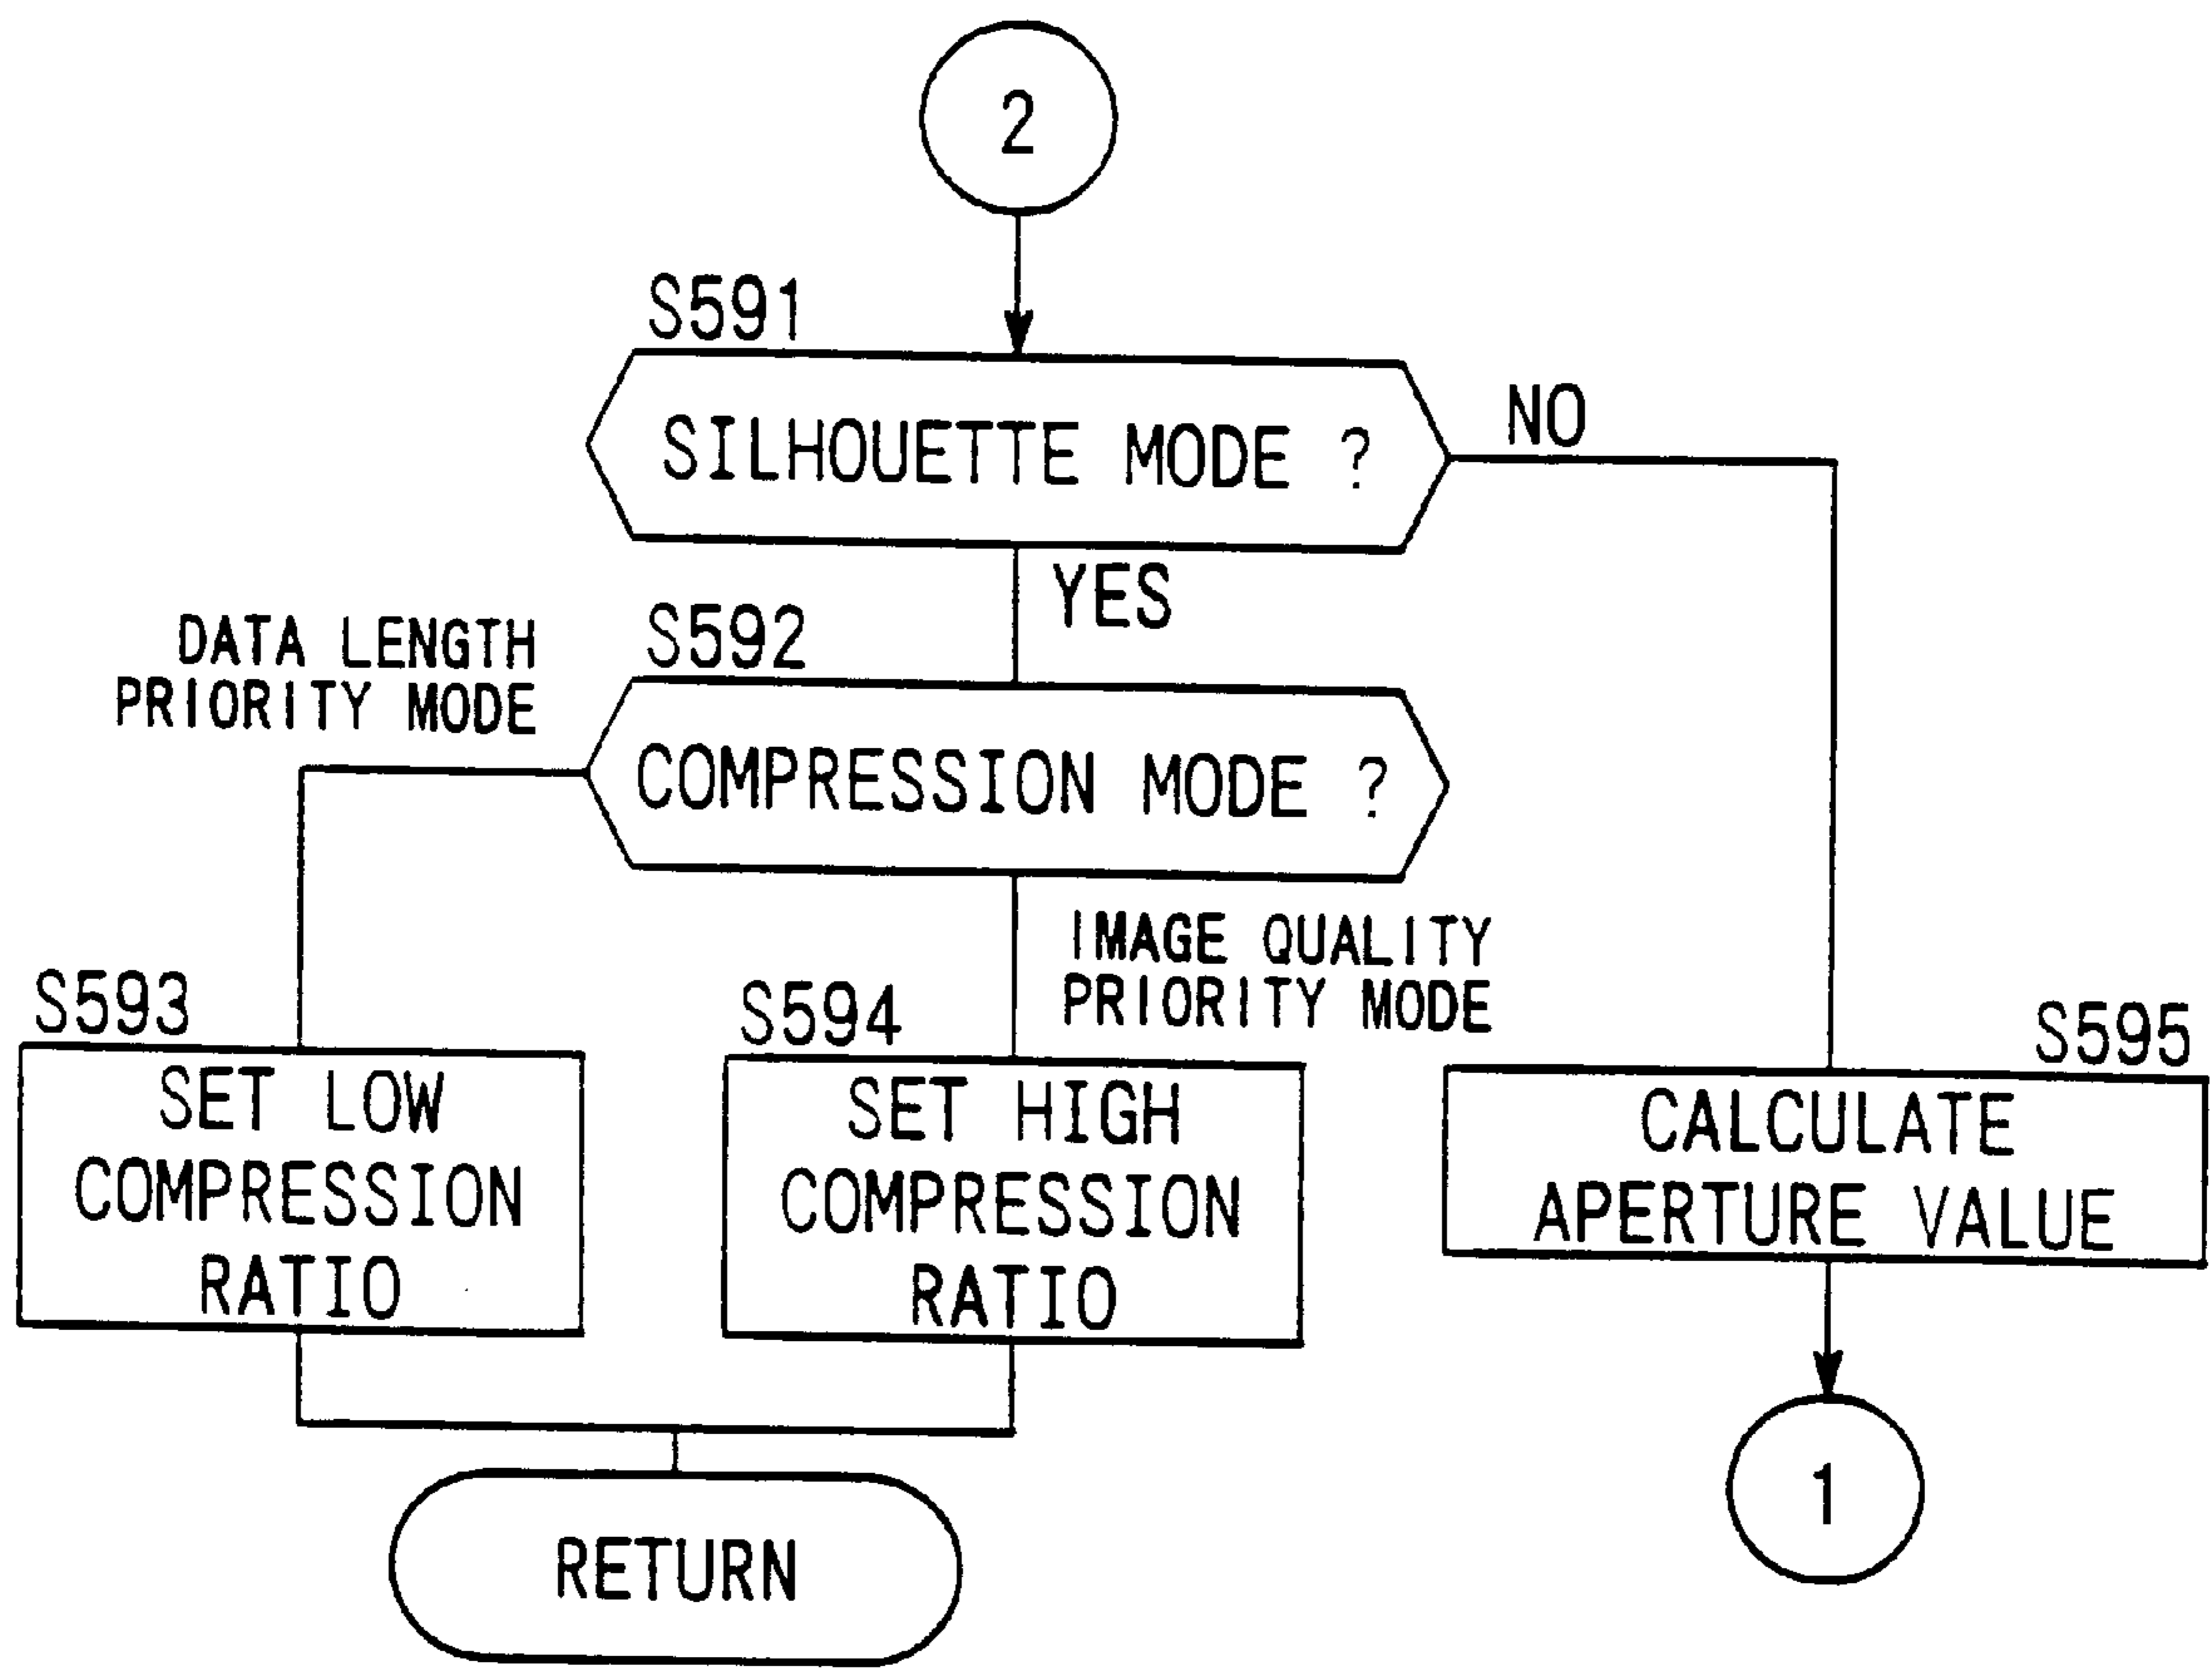 2
S591
SILHOUETTE MODE ?
NO
YES
DATA LENGTH
PRIORITY MODE
S592
COMPRESSION MODE ?
IMAGE QUALITY
PRIORITY MODE
S593
SET LOW
COMPRESSION
RATIO
S594
SET HIGH
COMPRESSION
RATIO
S595
CALCULATE
APERTURE VALUE
RETURN
1